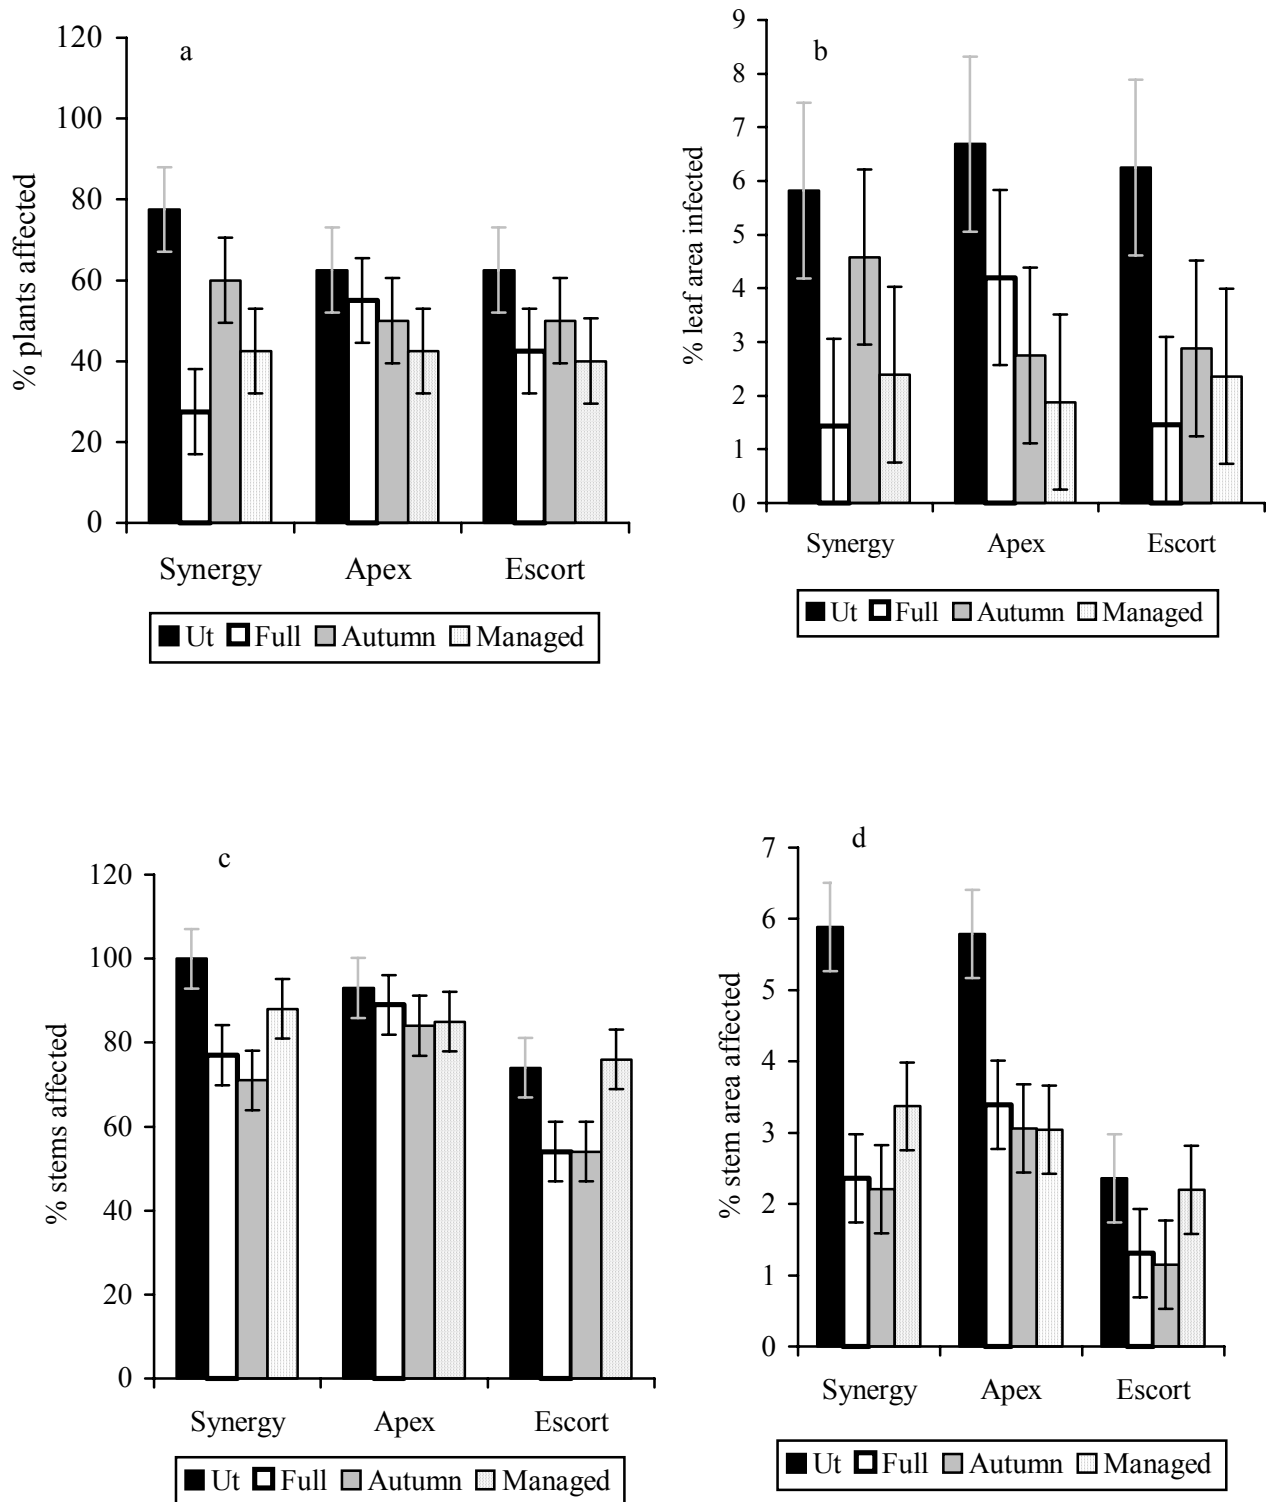 a
% plants affected
120
100
80
60
40
20
0
Synergy Apex Escort
Ut Full Autumn Managed
b
% leaf area infected
9
8
7
6
5
4
3
2
1
0
Synergy Apex Escort
Ut Full Autumn Managed
c
% stems affected
120
100
80
60
40
20
0
Synergy Apex Escort
Ut Full Autumn Managed
d
% stem area affected
7
6
5
4
3
2
1
0
Synergy Apex Escort
Ut Full Autumn Managed